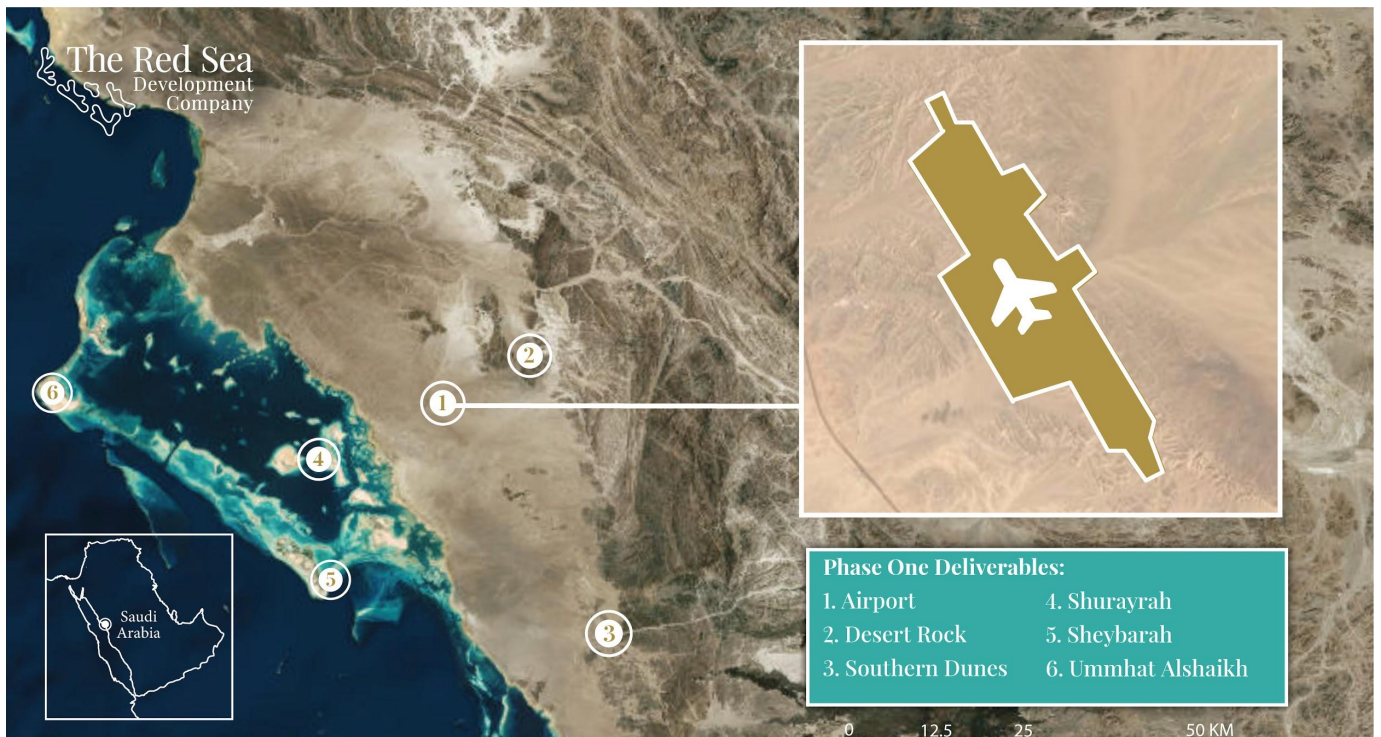 The Red Sea
Development
Company
6
1
2
4
5
3
Saudi
Arabia
Phase One Deliverables:
1. Airport
2. Desert Rock
3. Southern Dunes
4. Shurayrah
5. Sheybarah
6. Ummhat Alshaikh
0 12.5 25 50 KM